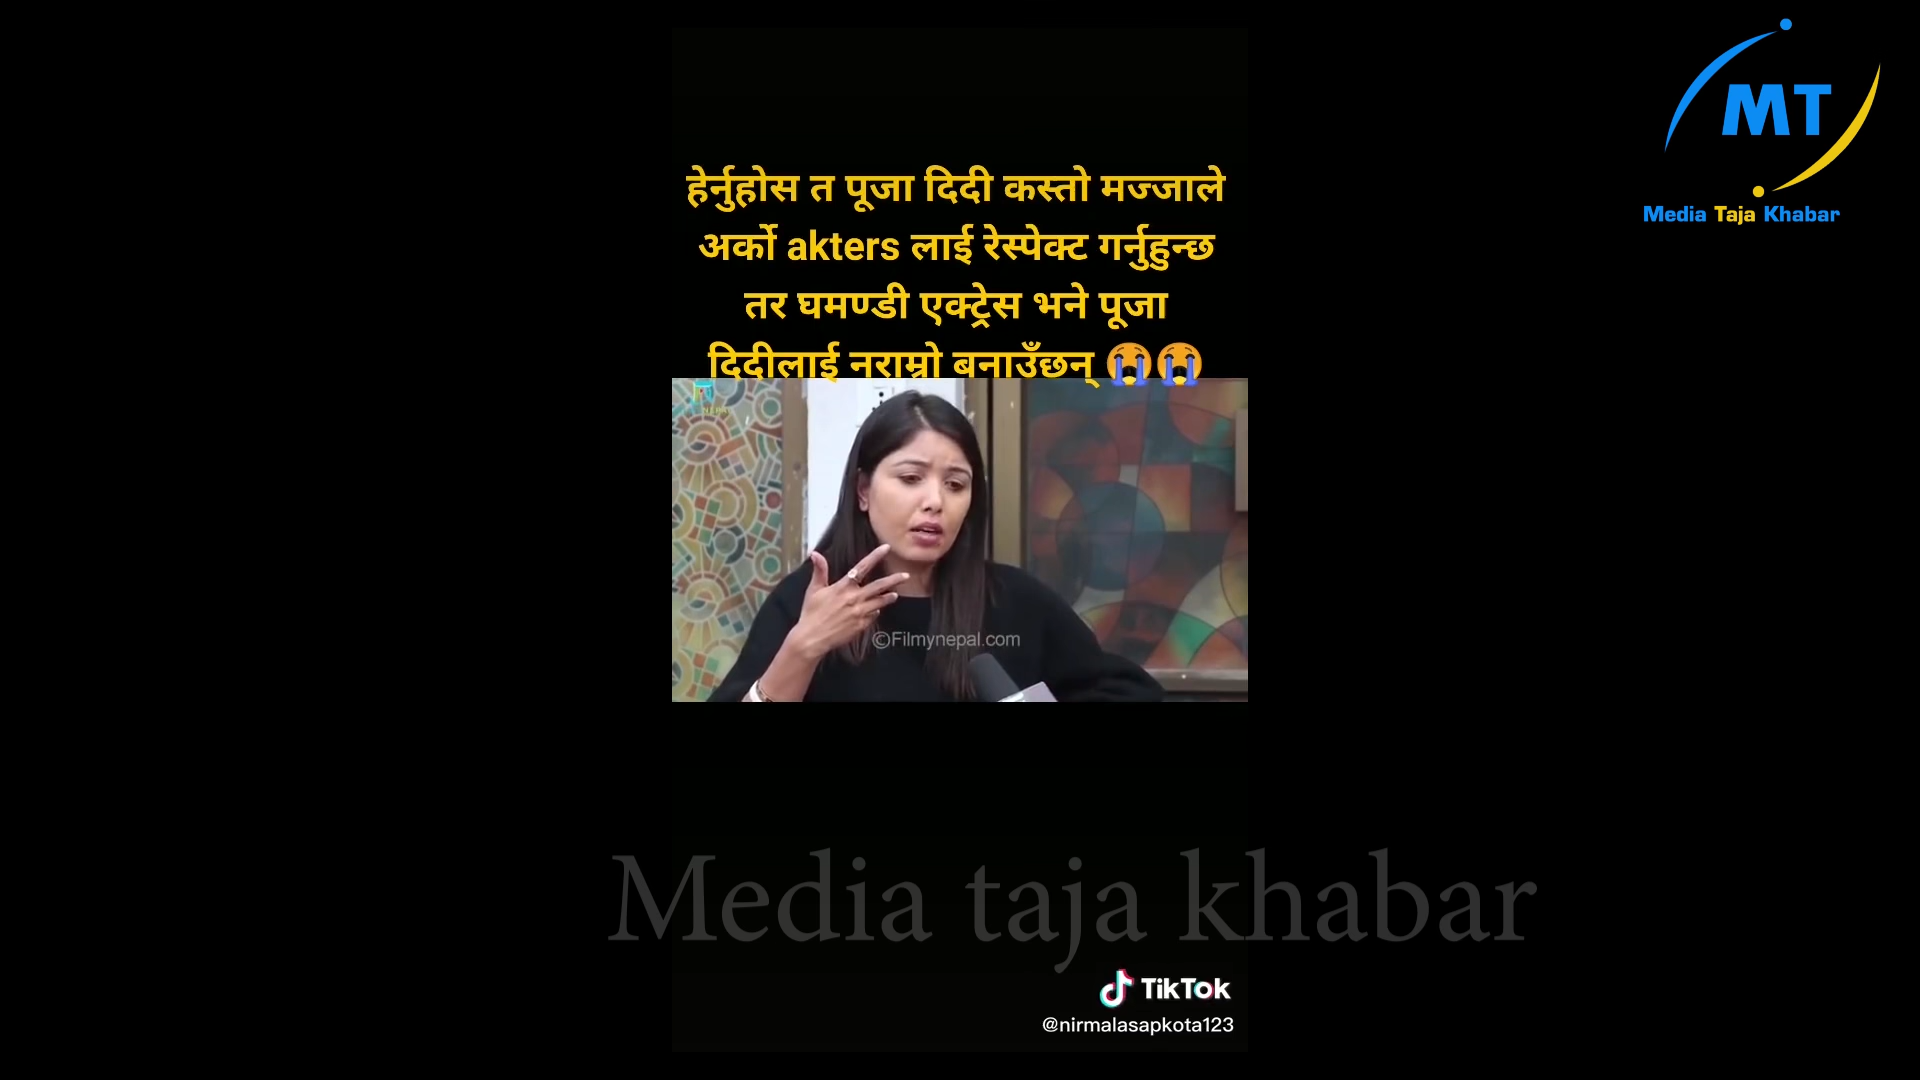 MT
Media Taja Khabar
हेर्नुहोस त पूजा दिदी कस्तो मज्जाले
अर्को akters लाई रेस्पेक्ट गर्नुहुन्छ
तर घमण्डी एक्ट्रेस भने पूजा
दिदीलाई नराम्रो बनाउँछन् 😭😭
©Filmynepal.com
Media taja khabar
TikTok
@nirmalasapkota123